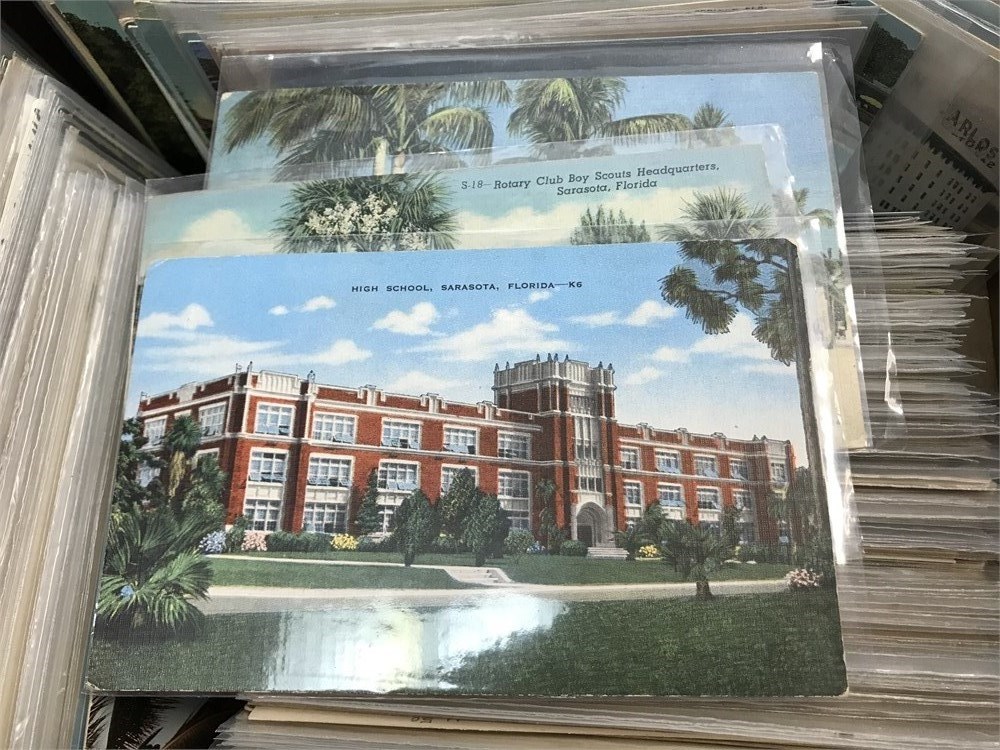 S-18—Rotary Club Boy Scouts Headquarters,
Sarasota, Florida
HIGH SCHOOL, SARASOTA, FLORIDA—K6